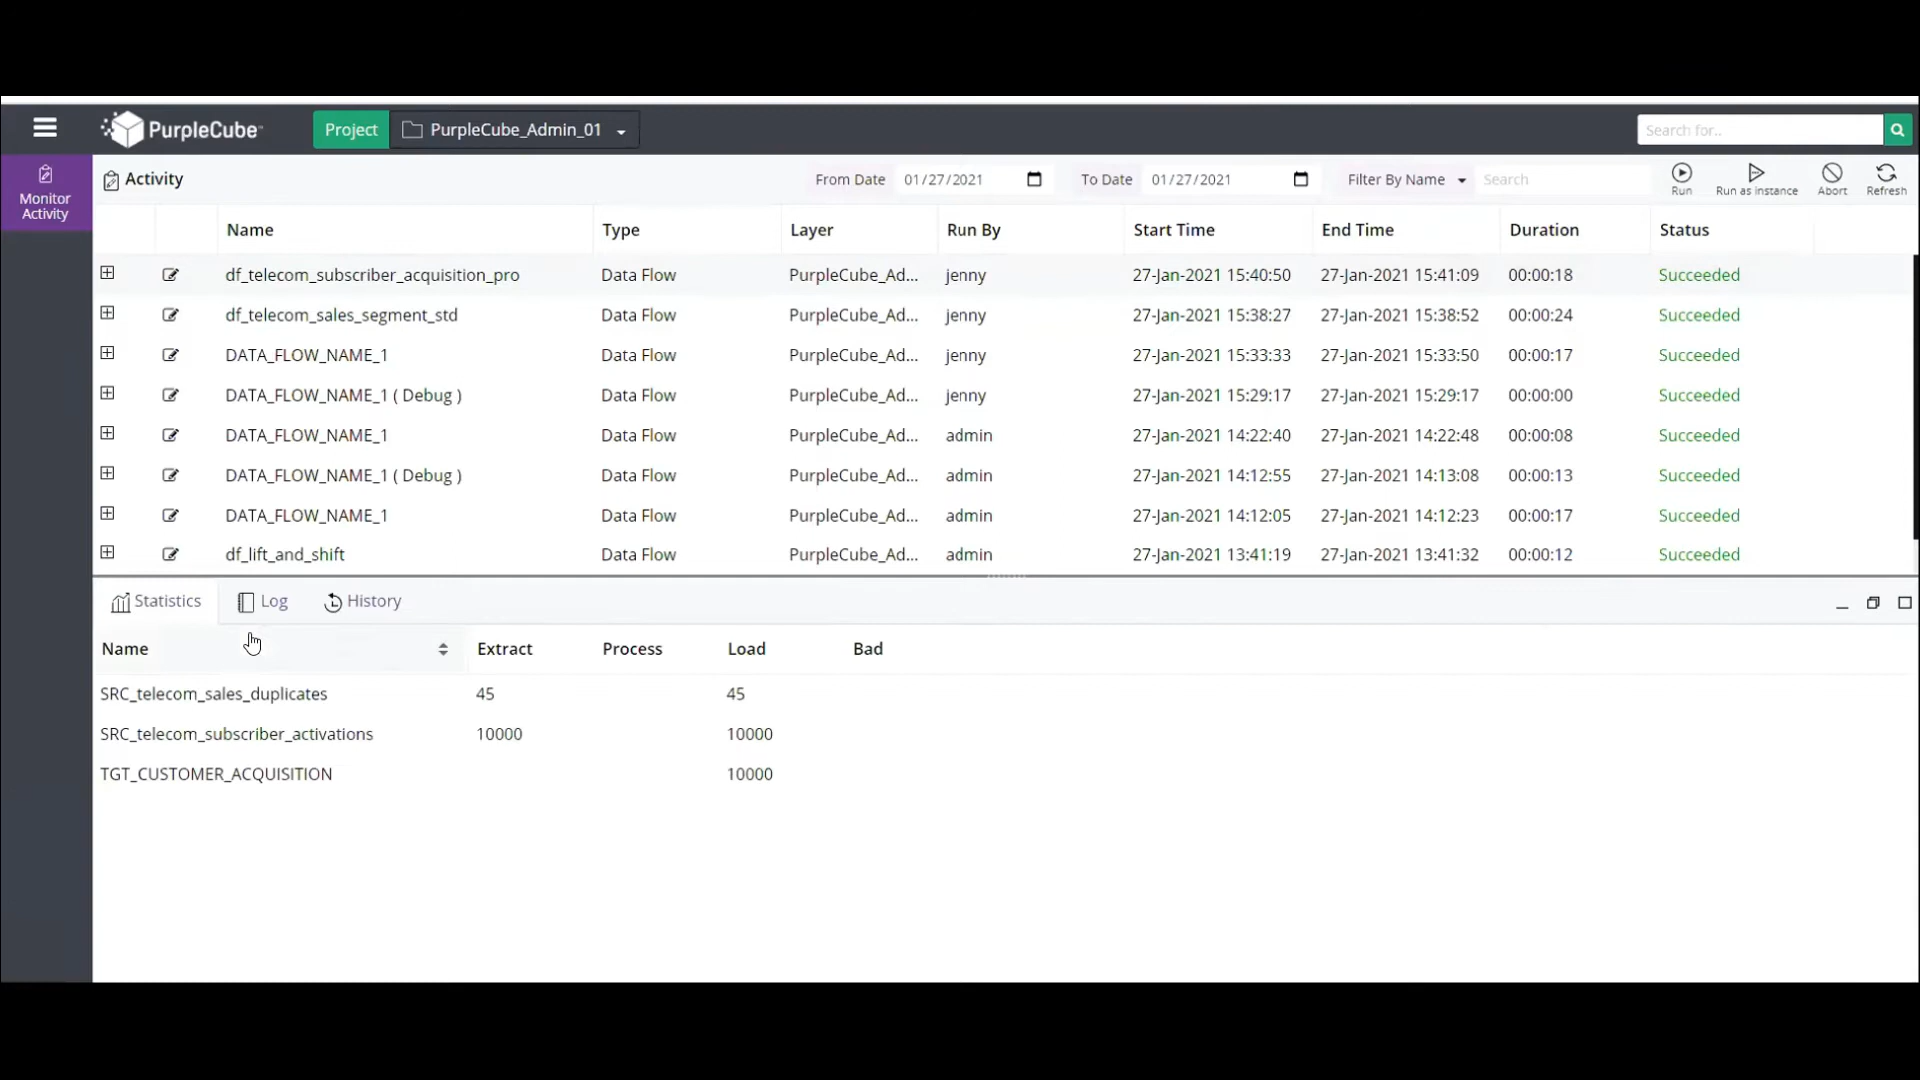 PurpleCube Project PurpleCube_Admin_01 Search for..
Monitor
Activity
Activity From Date 01/27/2021 To Date 01/27/2021 Filter By Name Search Run Run as instance Abort Refresh
Name Type Layer Run By Start Time End Time Duration Status
df_telecom_subscriber_acquisition_pro Data Flow PurpleCube_Ad... jenny 27-Jan-2021 15:40:50 27-Jan-2021 15:41:09 00:00:18 Succeeded
df_telecom_sales_segment_std Data Flow PurpleCube_Ad... jenny 27-Jan-2021 15:38:27 27-Jan-2021 15:38:52 00:00:24 Succeeded
DATA_FLOW_NAME_1 Data Flow PurpleCube_Ad... jenny 27-Jan-2021 15:33:33 27-Jan-2021 15:33:50 00:00:17 Succeeded
DATA_FLOW_NAME_1 ( Debug ) Data Flow PurpleCube_Ad... jenny 27-Jan-2021 15:29:17 27-Jan-2021 15:29:17 00:00:00 Succeeded
DATA_FLOW_NAME_1 Data Flow PurpleCube_Ad... admin 27-Jan-2021 14:22:40 27-Jan-2021 14:22:48 00:00:08 Succeeded
DATA_FLOW_NAME_1 ( Debug ) Data Flow PurpleCube_Ad... admin 27-Jan-2021 14:12:55 27-Jan-2021 14:13:08 00:00:13 Succeeded
DATA_FLOW_NAME_1 Data Flow PurpleCube_Ad... admin 27-Jan-2021 14:12:05 27-Jan-2021 14:12:23 00:00:17 Succeeded
df_lift_and_shift Data Flow PurpleCube_Ad... admin 27-Jan-2021 13:41:19 27-Jan-2021 13:41:32 00:00:12 Succeeded
Statistics Log History
Name Extract Process Load Bad
SRC_telecom_sales_duplicates 45 45
SRC_telecom_subscriber_activations 10000 10000
TGT_CUSTOMER_ACQUISITION 10000